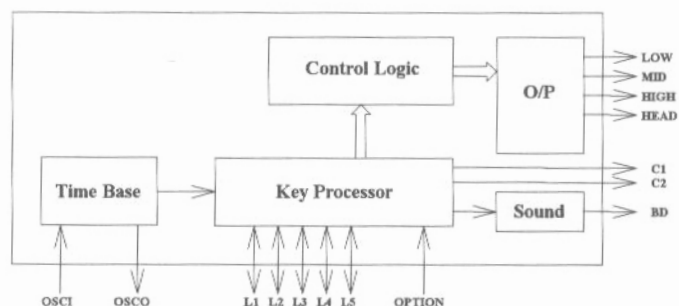 Control Logic
O/P
LOW
MID
HIGH
HEAD
Time Base
Key Processor
Sound
C1
C2
BD
OSCI
OSCO
L1
L2
L3
L4
L5
OPTION